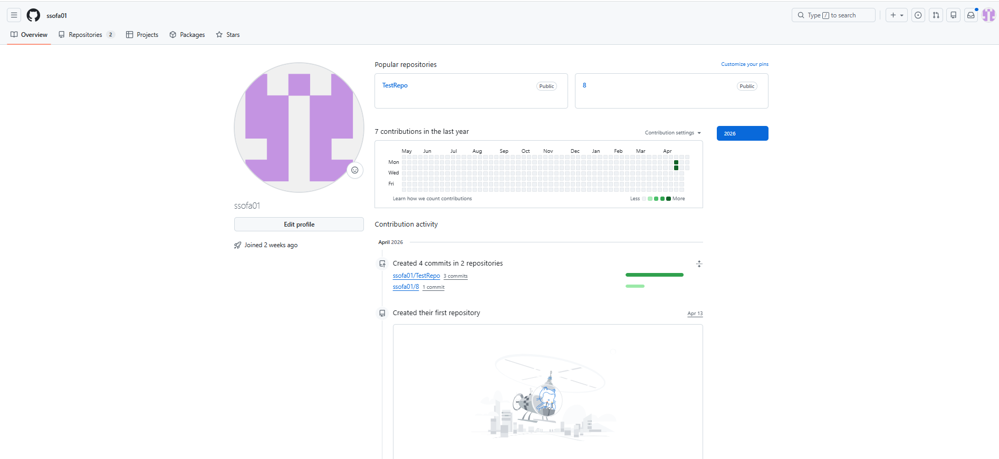 ssofa01
Type / to search
Overview
Repositories 2
Projects
Packages
Stars
Popular repositories
Customize your pins
TestRepo
Public
8
Public
7 contributions in the last year
Contribution settings
2026
May Jun Jul Aug Sep Oct Nov Dec Jan Feb Mar Apr
Mon
Wed
Fri
Learn how we count contributions
Less
More
ssofa01
Edit profile
Joined 2 weeks ago
Contribution activity
April 2026
Created 4 commits in 2 repositories
ssofa01/TestRepo 3 commits
ssofa01/8 1 commit
Created their first repository
Apr 13